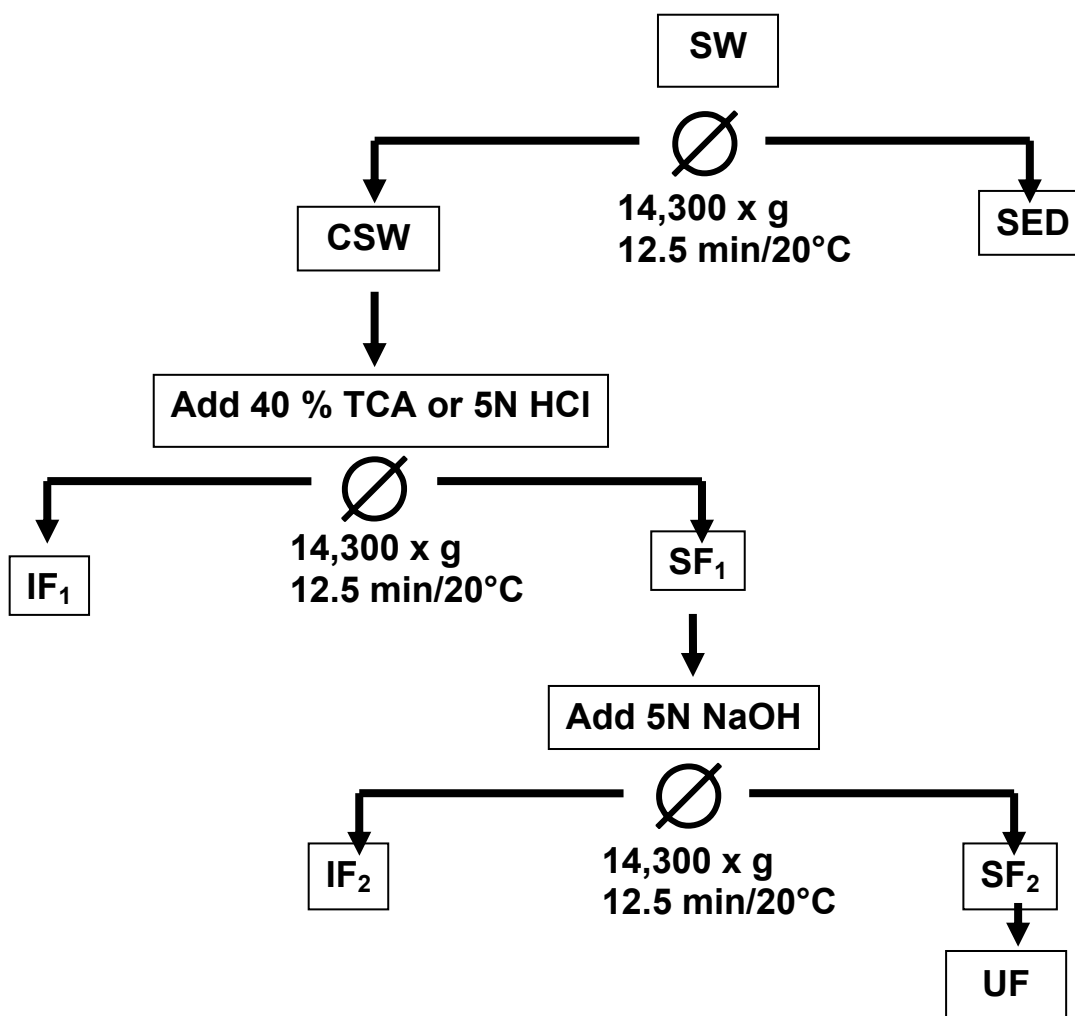 SW
14,300 x g
12.5 min/20°C
CSW
SED
Add 40 % TCA or 5N HCl
14,300 x g
12.5 min/20°C
IF₁
SF₁
Add 5N NaOH
14,300 x g
12.5 min/20°C
IF₂
SF₂
UF